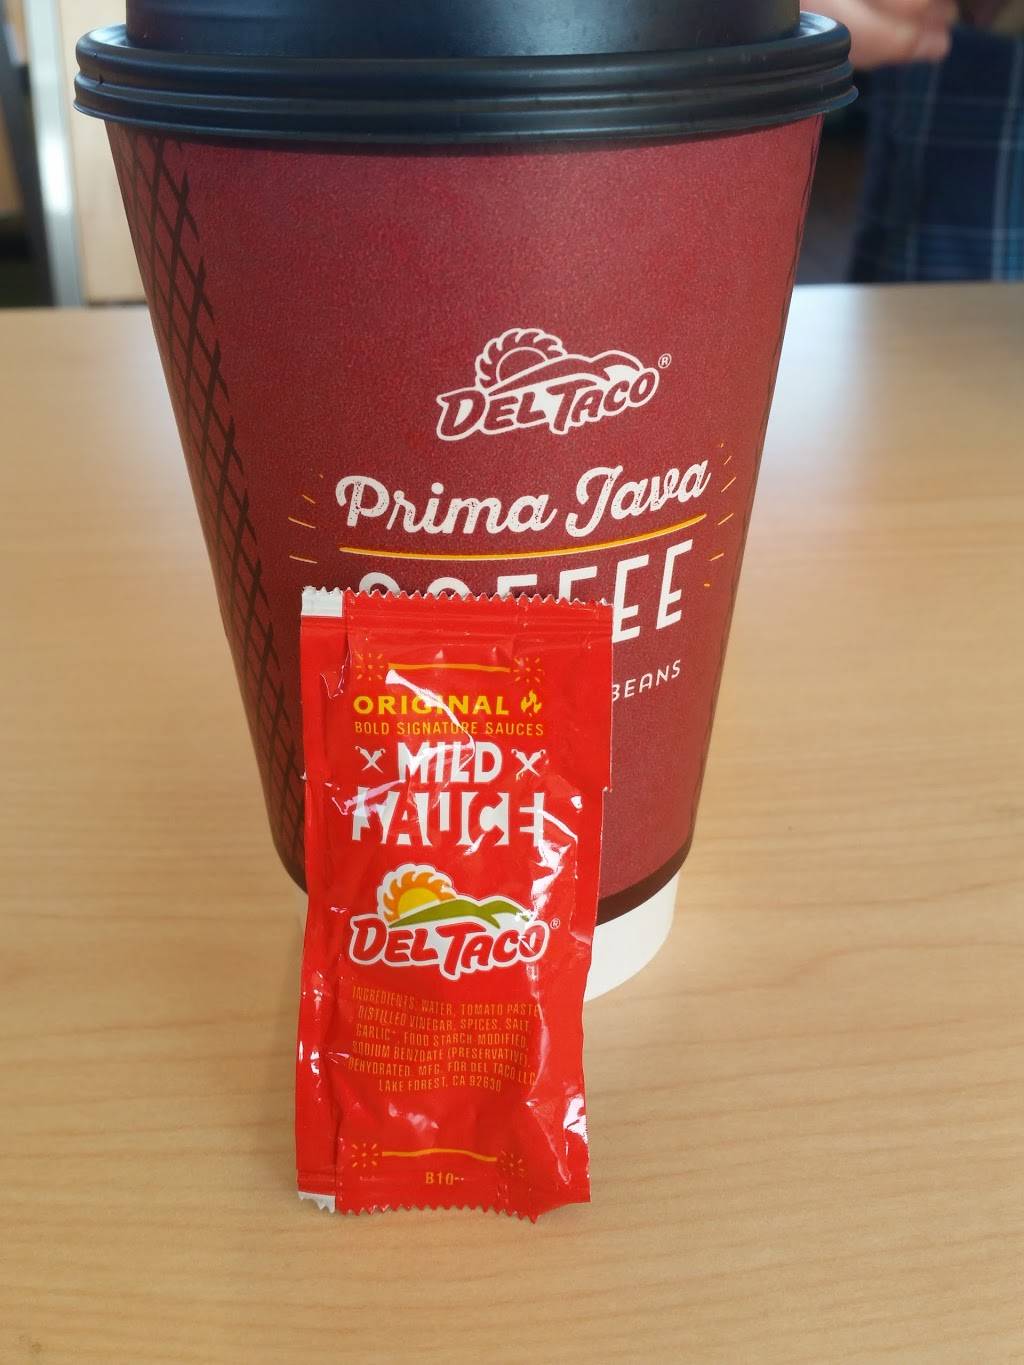 DEL TACO®
Prima Java
COFFEE
BEANS
ORIGINAL
BOLD SIGNATURE SAUCES
MILD
SAUCE
DEL TACO®
INGREDIENTS: WATER, TOMATO PASTE,
DISTILLED VINEGAR, SPICES, SALT,
GARLIC*, FOOD STARCH-MODIFIED,
SODIUM BENZOATE (PRESERVATIVE).
*DEHYDRATED. MFG. FOR DEL TACO LLC,
LAKE FOREST, CA 92630
B10--